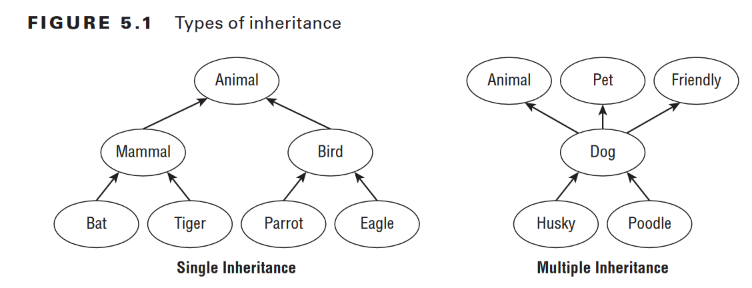 FIGURE 5.1 Types of inheritance
Animal
Mammal Bird
Bat Tiger Parrot Eagle
Single Inheritance
Animal Pet Friendly
Dog
Husky Poodle
Multiple Inheritance